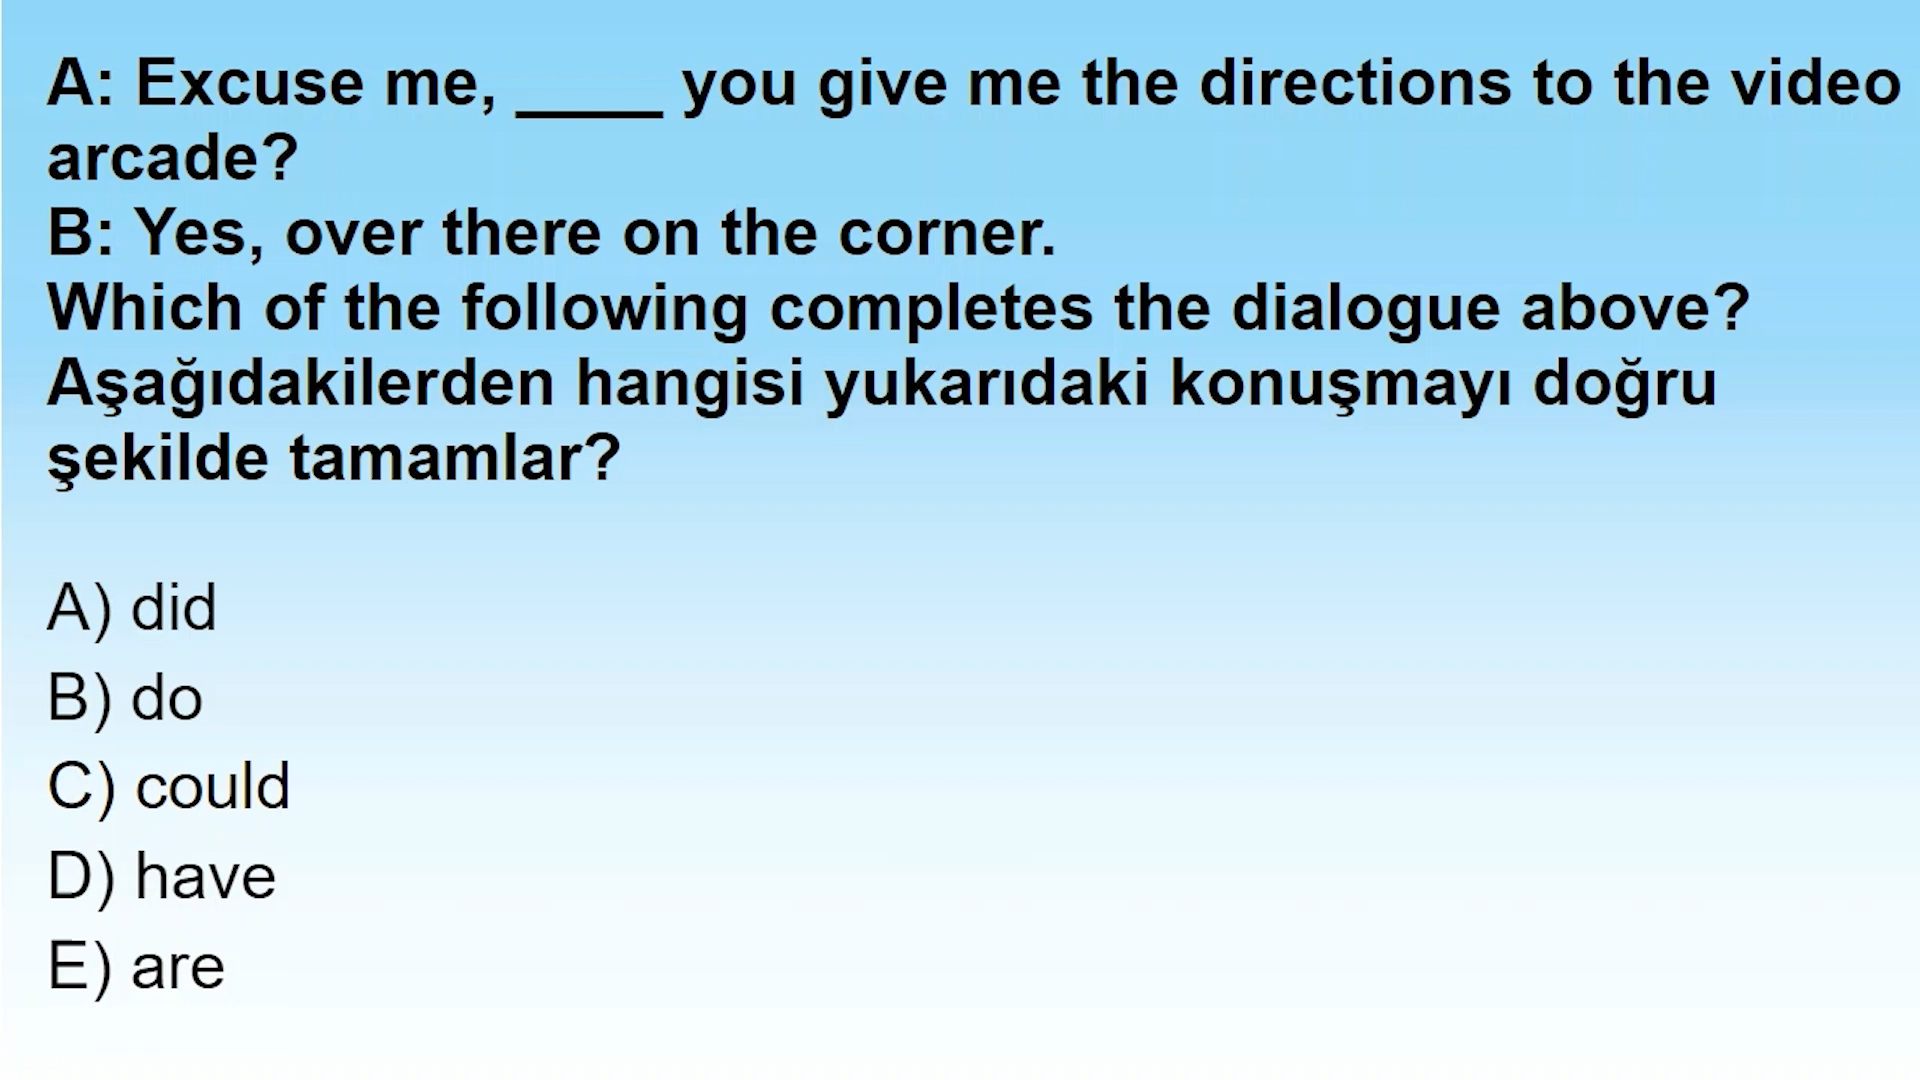 A: Excuse me, ____ you give me the directions to the video
arcade?
B: Yes, over there on the corner.
Which of the following completes the dialogue above?
Aşağıdakilerden hangisi yukarıdaki konuşmayı doğru
şekilde tamamlar?
A) did
B) do
C) could
D) have
E) are